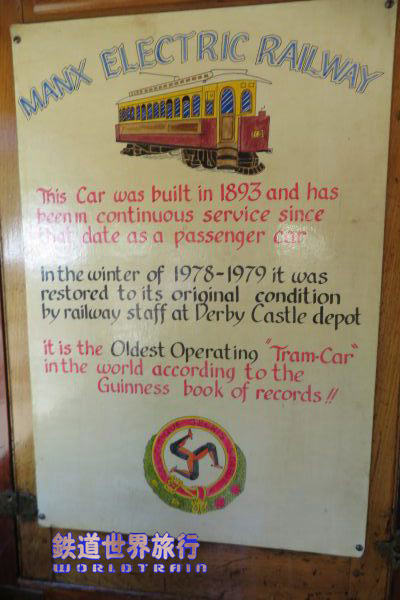 MANX ELECTRIC RAILWAY
This Car was built in 1893 and has
been in continuous service since
that date as a passenger car
in the winter of 1978-1979 it was
restored to its original condition
by railway staff at Derby Castle depot
it is the Oldest Operating "Tram-Car"
in the world according to the
Guinness book of records !!
鉄道世界旅行
WORLDTRAIN